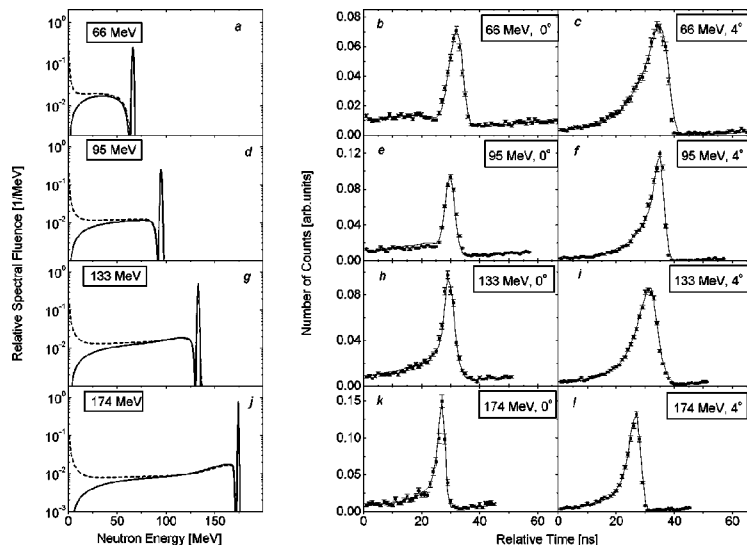 66 MeV
a
66 MeV, 0°
b
66 MeV, 4°
c
10⁰
10⁻¹
10⁻²
0.08
0.06
0.04
0.02
0.00
95 MeV
d
95 MeV, 0°
e
95 MeV, 4°
f
10⁰
10⁻¹
10⁻²
0.12
0.08
0.04
0.00
133 MeV
g
133 MeV, 0°
h
133 MeV, 4°
i
10⁰
10⁻¹
10⁻²
0.08
0.04
0.00
174 MeV
j
174 MeV, 0°
k
174 MeV, 4°
l
10⁰
10⁻¹
10⁻²
10⁻³
0.15
0.10
0.05
0.00
0 50 100 150
0 20 40 60
0 20 40 60
Relative Spectral Fluence [1/MeV]
Number of Counts [arb.units]
Neutron Energy [MeV]
Relative Time [ns]